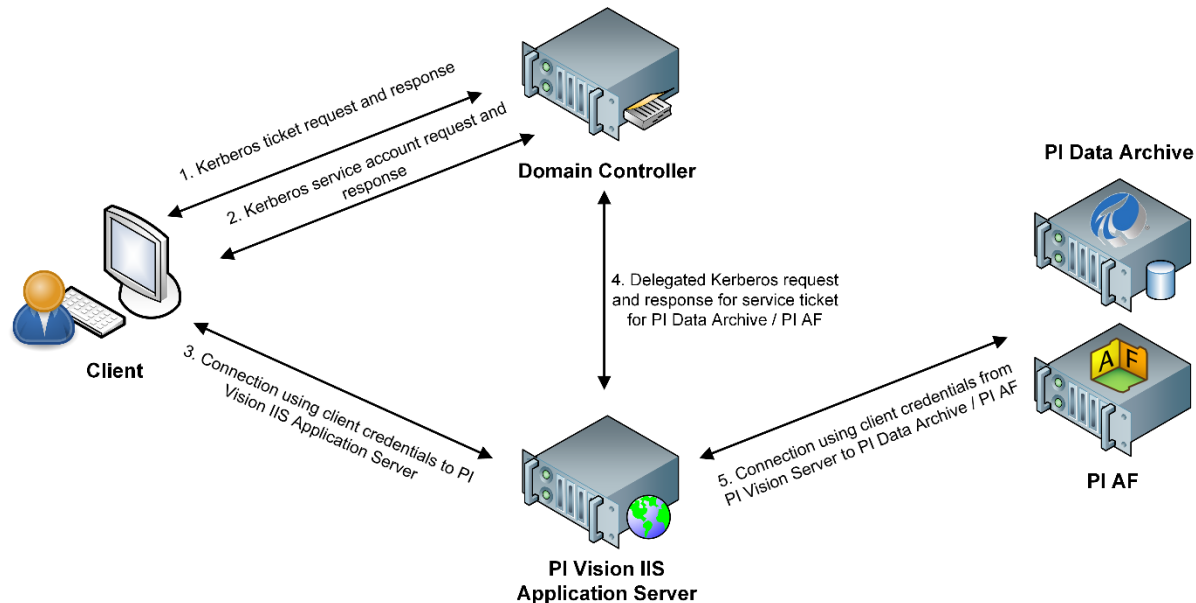 1. Kerberos ticket request and response
2. Kerberos service account request and
response
Domain Controller
PI Data Archive
4. Delegated Kerberos request
and response for service ticket
for PI Data Archive / PI AF
Client
3. Connection using client credentials to PI
Vision IIS Application Server
A F
5. Connection using client credentials from
PI Vision Server to PI Data Archive / PI AF
PI AF
PI Vision IIS
Application Server